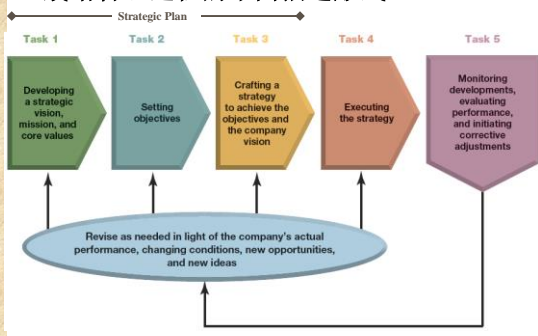 Strategic Plan
Task 1
Task 2
Task 3
Task 4
Task 5
Developing
a strategic
vision,
mission, and
core values
Setting
objectives
Crafting a
strategy
to achieve the
objectives and
the company
vision
Executing
the strategy
Monitoring
developments,
evaluating
performance,
and initiating
corrective
adjustments
Revise as needed in light of the company's actual
performance, changing conditions, new opportunities,
and new ideas